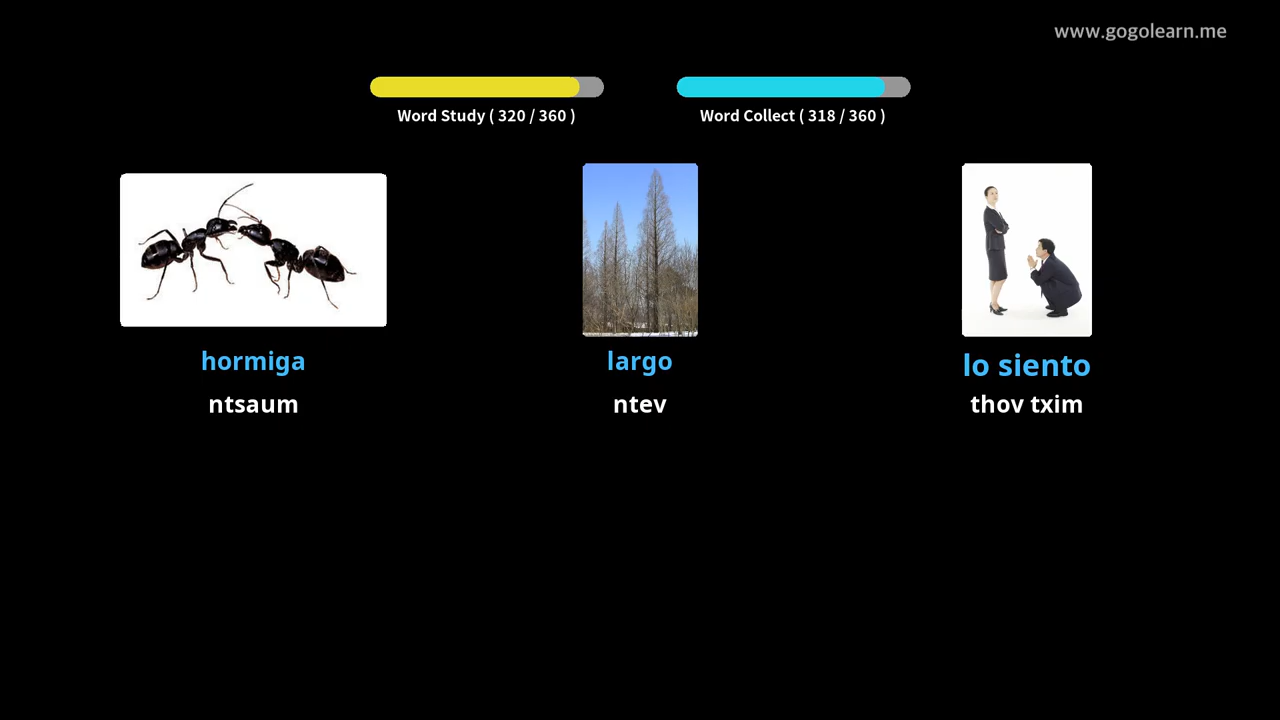 www.gogolearn.me
Word Study ( 320 / 360 )
Word Collect ( 318 / 360 )
hormiga
ntsaum
largo
ntev
lo siento
thov txim